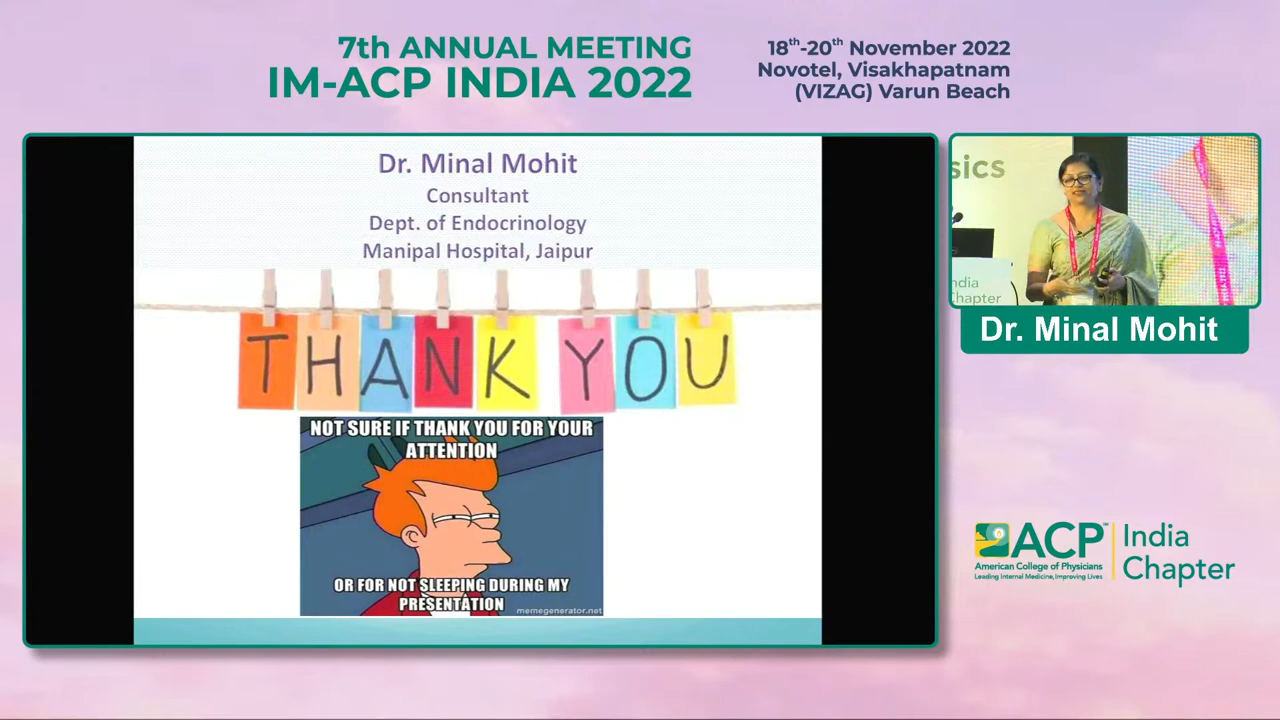 7th ANNUAL MEETING
IM-ACP INDIA 2022
18th-20th November 2022
Novotel, Visakhapatnam
(VIZAG) Varun Beach
Dr. Minal Mohit
Consultant
Dept. of Endocrinology
Manipal Hospital, Jaipur
THANK YOU
NOT SURE IF THANK YOU FOR YOUR
ATTENTION
OR FOR NOT SLEEPING DURING MY
PRESENTATION
memegenerator.net
sics
ndia
Chapter
Dr. Minal Mohit
ACP™
American College of Physicians
Leading Internal Medicine, Improving Lives
India
Chapter